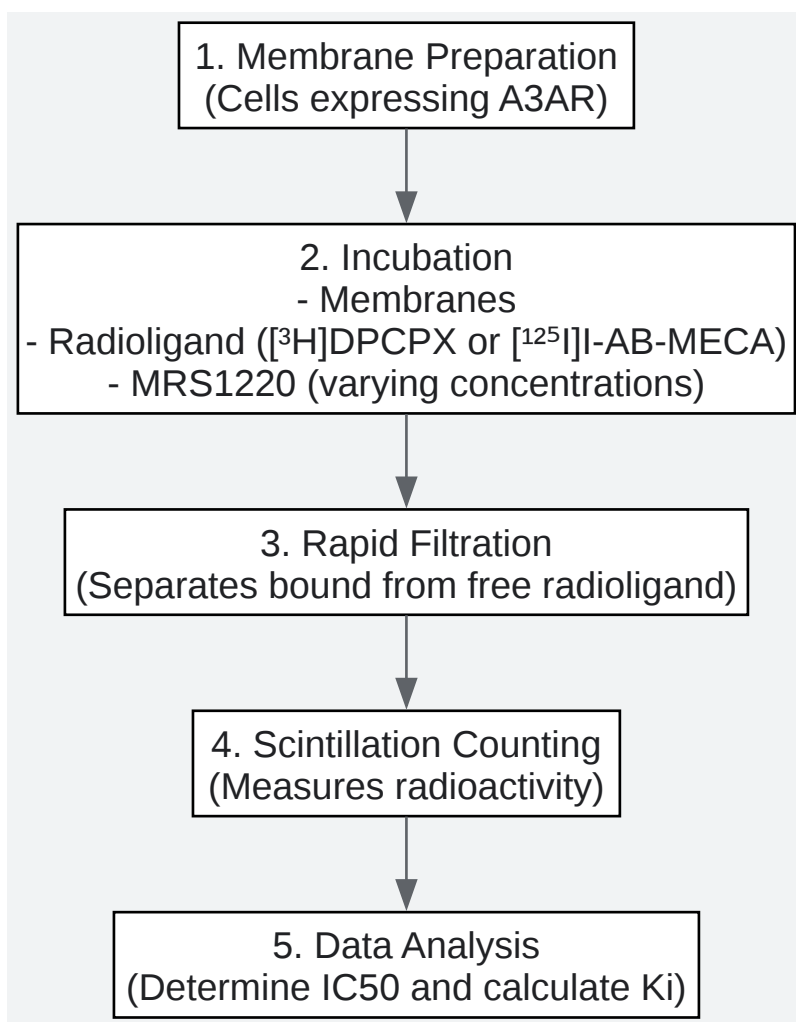 1. Membrane Preparation
(Cells expressing A3AR)
2. Incubation
- Membranes
- Radioligand ([³H]DPCPX or [¹²⁵I]I-AB-MECA)
- MRS1220 (varying concentrations)
3. Rapid Filtration
(Separates bound from free radioligand)
4. Scintillation Counting
(Measures radioactivity)
5. Data Analysis
(Determine IC50 and calculate Ki)